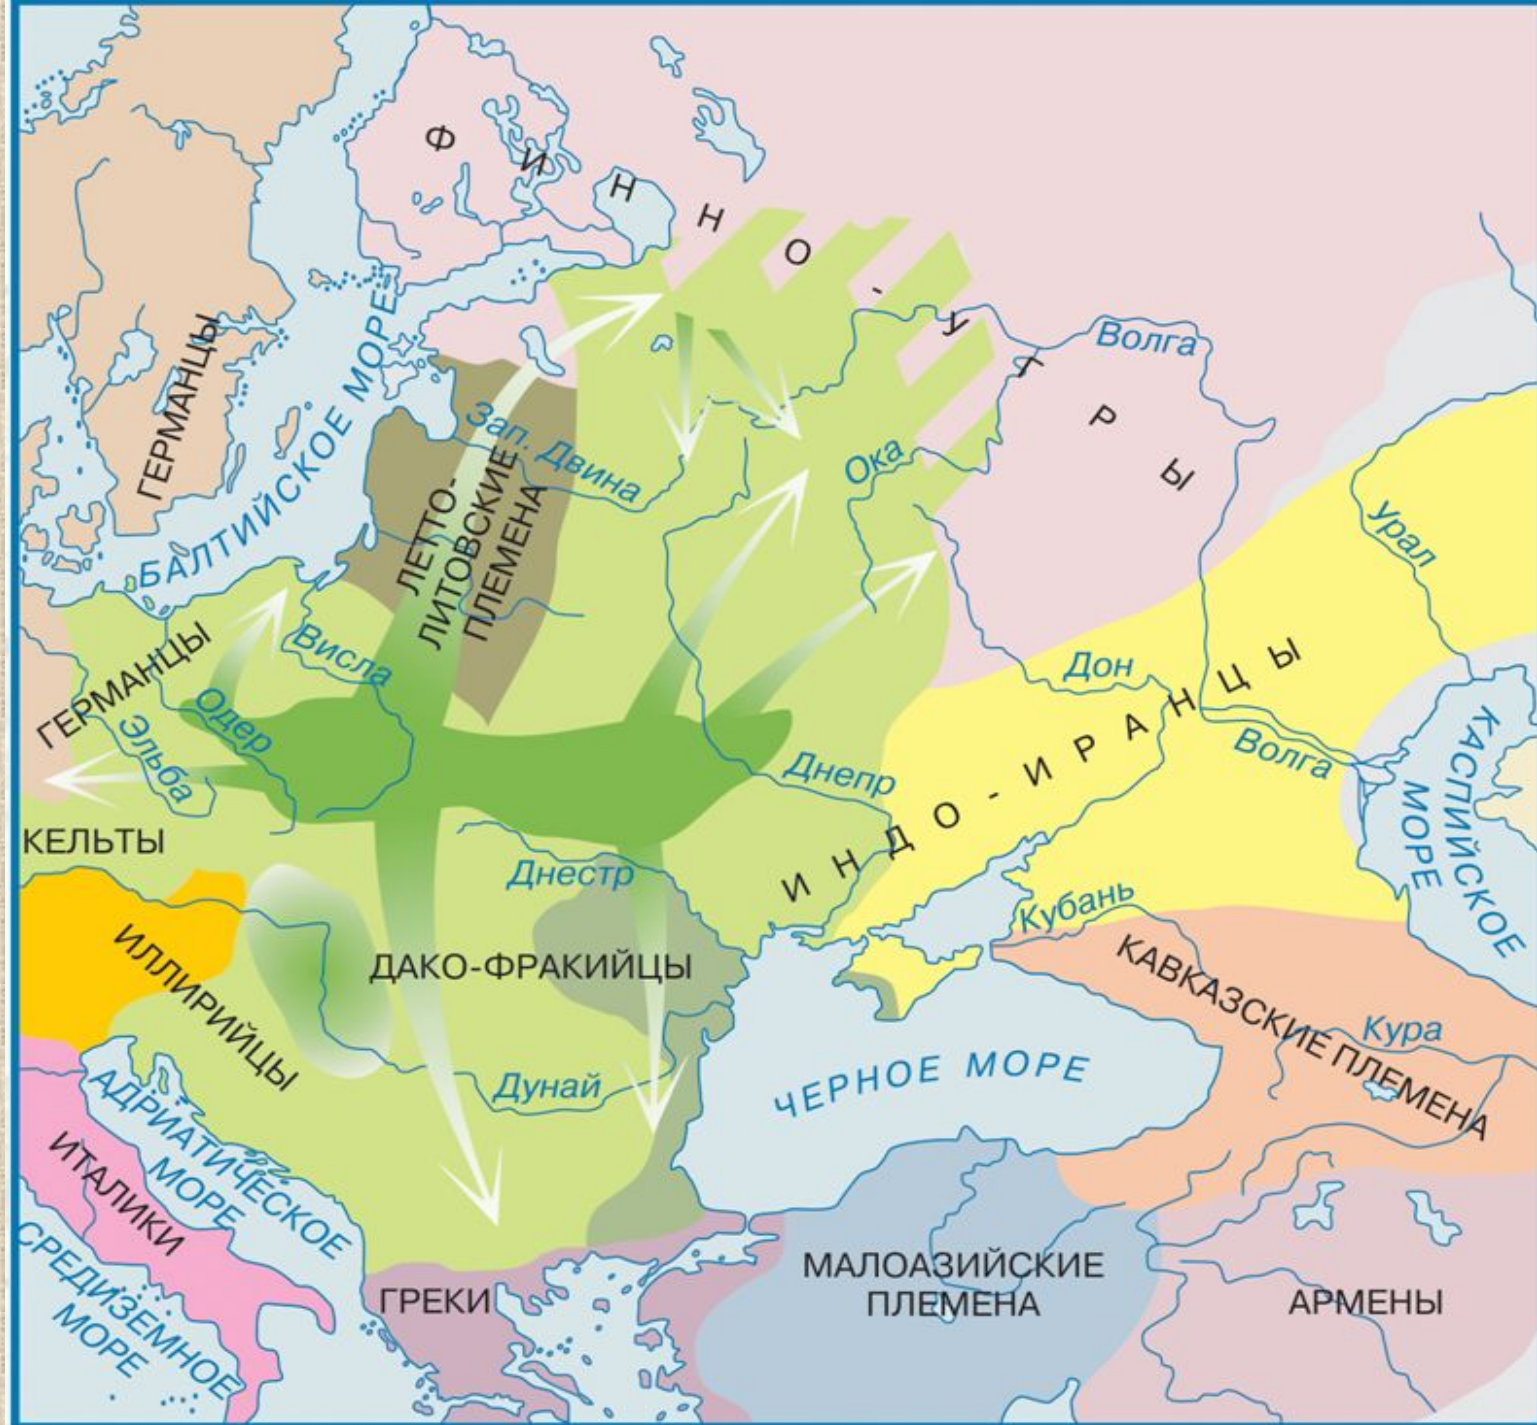 ФИННО-УГРЫ
ГЕРМАНЦЫ
БАЛТИЙСКОЕ МОРЕ
Волга
Зап. Двина
Ока
ЛЕТТО-
ЛИТОВСКИЕ
ПЛЕМЕНА
Урал
ГЕРМАНЦЫ
Висла
Одер
Эльба
Дон
ИНДО-ИРАНЦЫ
Волга
Днепр
КАСПИЙСКОЕ
МОРЕ
КЕЛЬТЫ
Днестр
Кубань
ИЛЛИРИЙЦЫ
ДАКО-ФРАКИЙЦЫ
КАВКАЗСКИЕ ПЛЕМЕНА
Кура
Дунай
ЧЕРНОЕ МОРЕ
АДРИАТИЧЕСКОЕ
МОРЕ
ИТАЛИКИ
СРЕДИЗЕМНОЕ
МОРЕ
ГРЕКИ
МАЛОАЗИЙСКИЕ
ПЛЕМЕНА
АРМЕНЫ